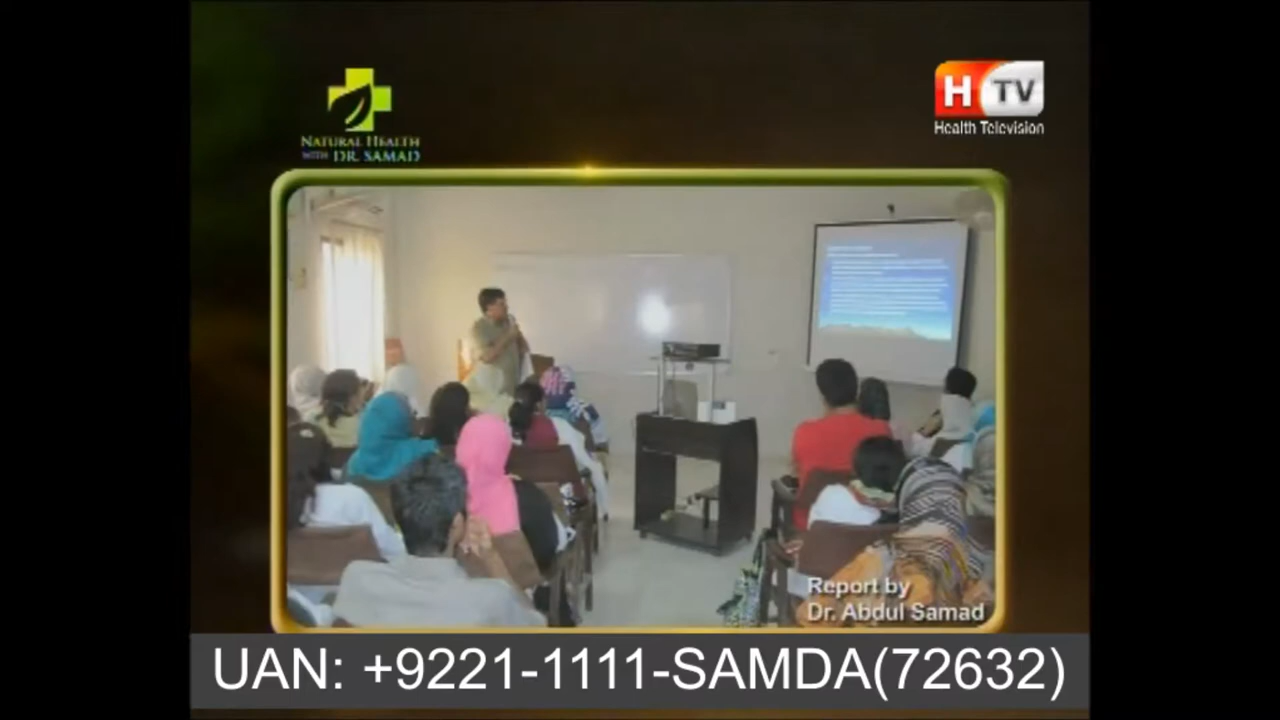 NATURAL HEALTH
WITH DR. SAMAD
H TV
Health Television
Report by
Dr. Abdul Samad
UAN: +9221-1111-SAMDA(72632)